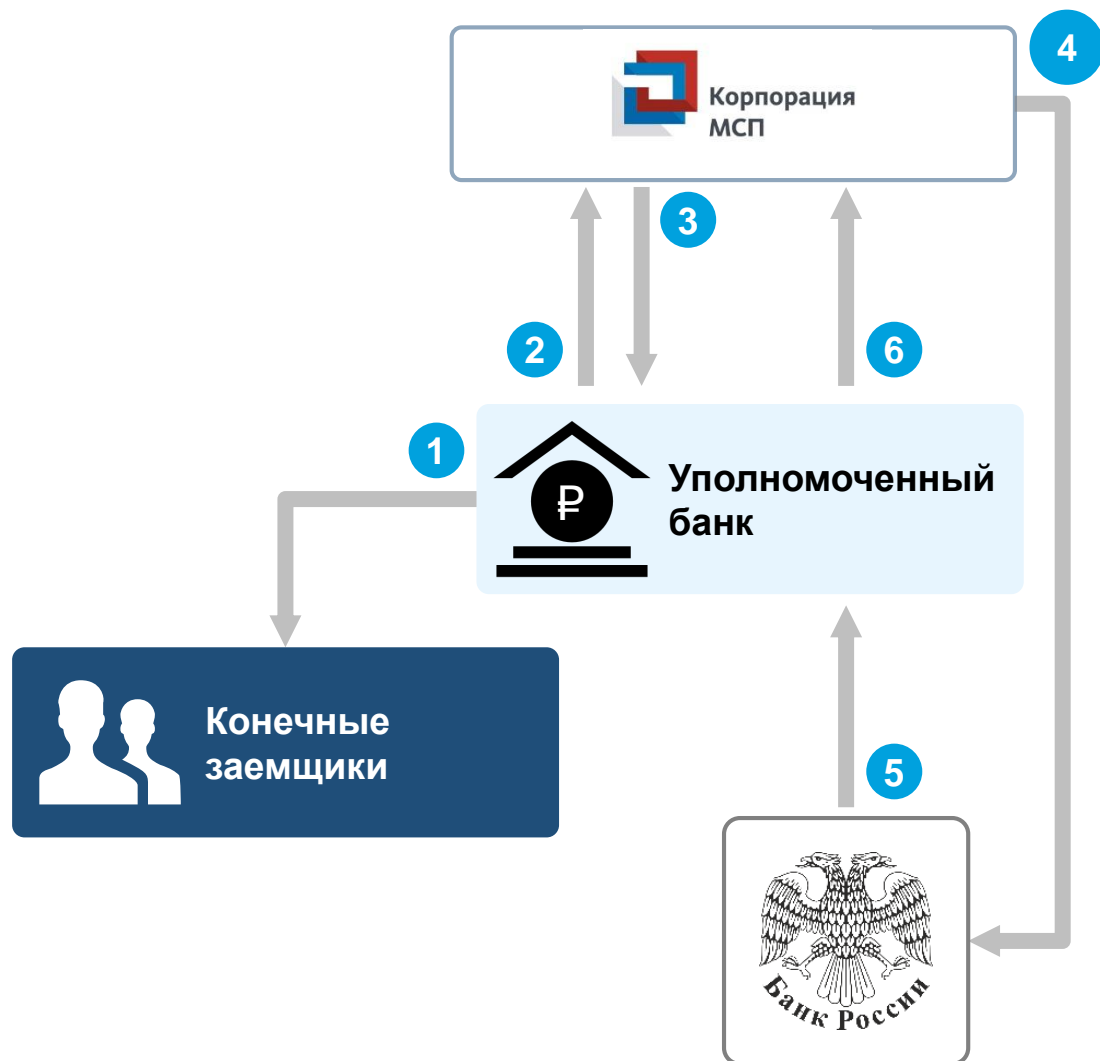 4
Корпорация
МСП
3
2
6
1
₽
Уполномоченный
банк
Конечные
заемщики
5
Банк России